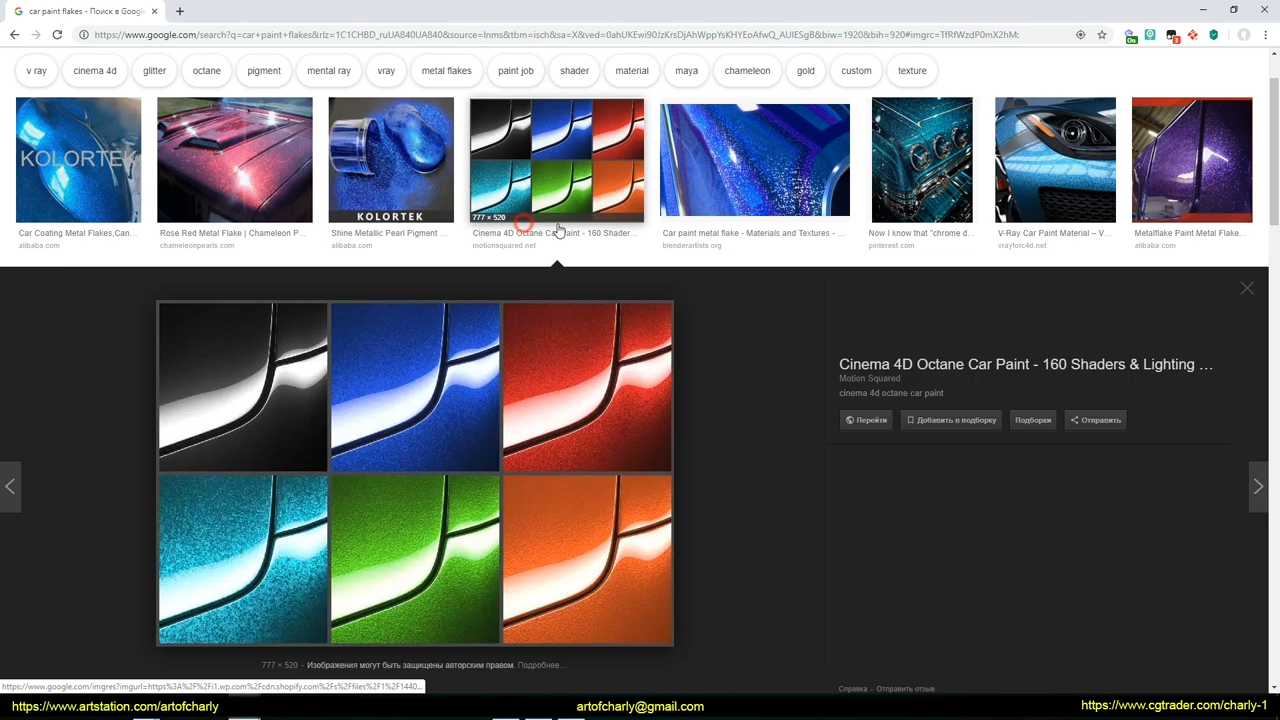 car paint flakes - Поиск в Googl
https://www.google.com/search?q=car+paint+flakes&rlz=1C1CHBD_ruUA840UA840&source=lnms&tbm=isch&sa=X&ved=0ahUKEwi90JzKrsDjAhWppYsKHYEoAfwQ_AUIESgB&biw=1920&bih=920#imgrc=TfRfWzdP0mX2hM:
On
3
v ray
cinema 4d
glitter
octane
pigment
mental ray
vray
metal flakes
paint job
shader
material
maya
chameleon
gold
custom
texture
KOLORTEK
KOLORTEK
777 × 520
Car Coating Metal Flakes,Can...
Rose Red Metal Flake | Chameleon P...
Shine Metallic Pearl Pigment ...
Cinema 4D Octane Car Paint - 160 Shader...
Car paint metal flake - Materials and Textures - ...
Now I know that "chrome d...
V-Ray Car Paint Material – V...
Metalflake Paint Metal Flake...
alibaba.com
chameleonpearls.com
alibaba.com
motionsquared.net
blenderartists.org
pinterest.com
vrayforc4d.net
alibaba.com
Cinema 4D Octane Car Paint - 160 Shaders & Lighting ...
Motion Squared
cinema 4d octane car paint
Перейти
Добавить в подборку
Подборки
Отправить
777 × 520 - Изображения могут быть защищены авторским правом. Подробнее...
https://www.google.com/imgres?imgurl=https%3A%2F%2Fi1.wp.com%2Fcdn.shopify.com%2Fs%2Ffiles%2F1%2F1440...
Справка - Отправить отзыв
https://www.artstation.com/artofcharly
artofcharly@gmail.com
https://www.cgtrader.com/charly-1